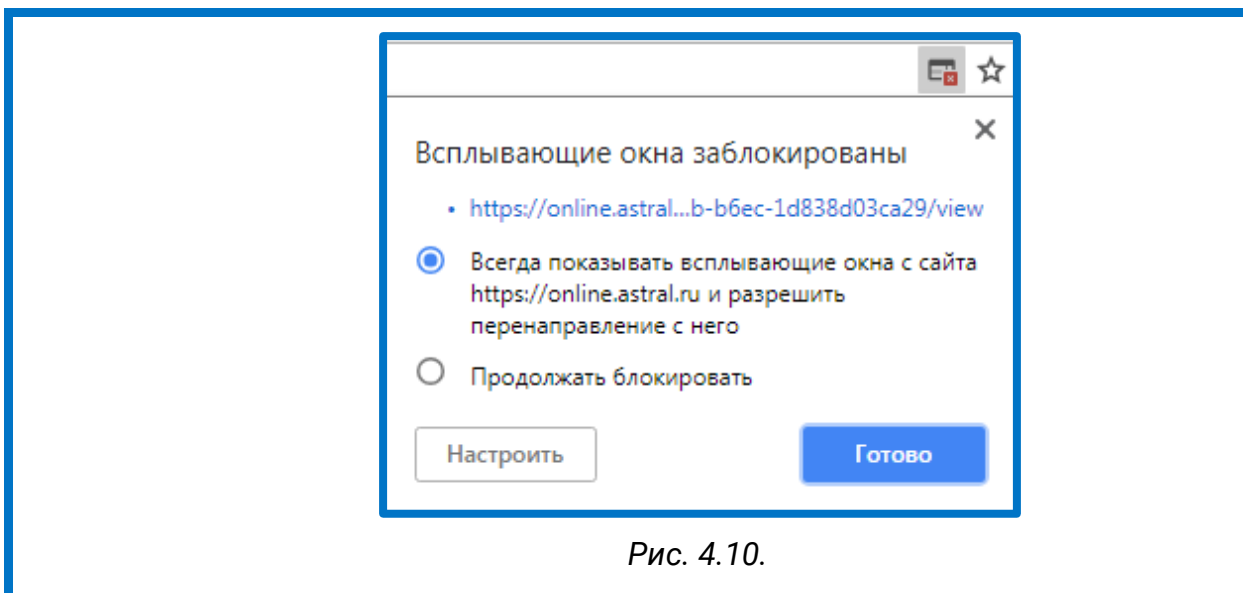 Всплывающие окна заблокированы
• https://online.astral...b-b6ec-1d838d03ca29/view
Всегда показывать всплывающие окна с сайта
https://online.astral.ru и разрешить
перенаправление с него
Продолжать блокировать
Настроить
Готово
Рис. 4.10.